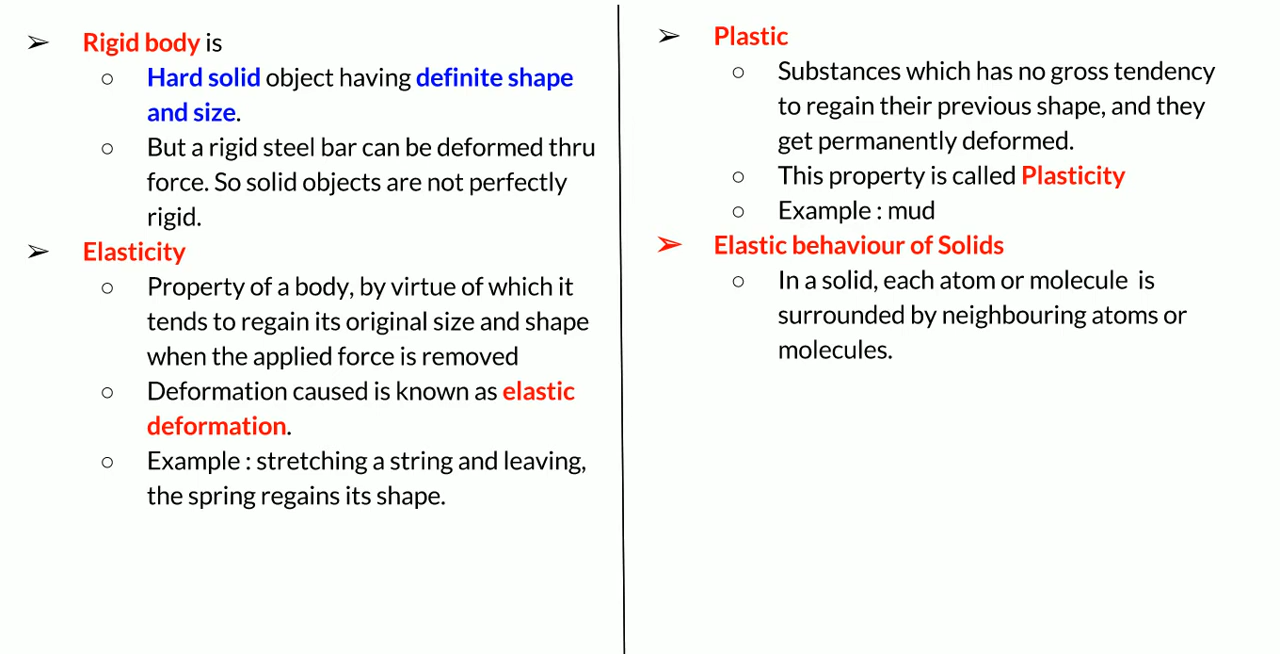 ➢ Rigid body is
○ Hard solid object having definite shape
and size.
○ But a rigid steel bar can be deformed thru
force. So solid objects are not perfectly
rigid.
➢ Elasticity
○ Property of a body, by virtue of which it
tends to regain its original size and shape
when the applied force is removed
○ Deformation caused is known as elastic
deformation.
○ Example : stretching a string and leaving,
the spring regains its shape.
➢ Plastic
○ Substances which has no gross tendency
to regain their previous shape, and they
get permanently deformed.
○ This property is called Plasticity
○ Example : mud
➢ Elastic behaviour of Solids
○ In a solid, each atom or molecule is
surrounded by neighbouring atoms or
molecules.